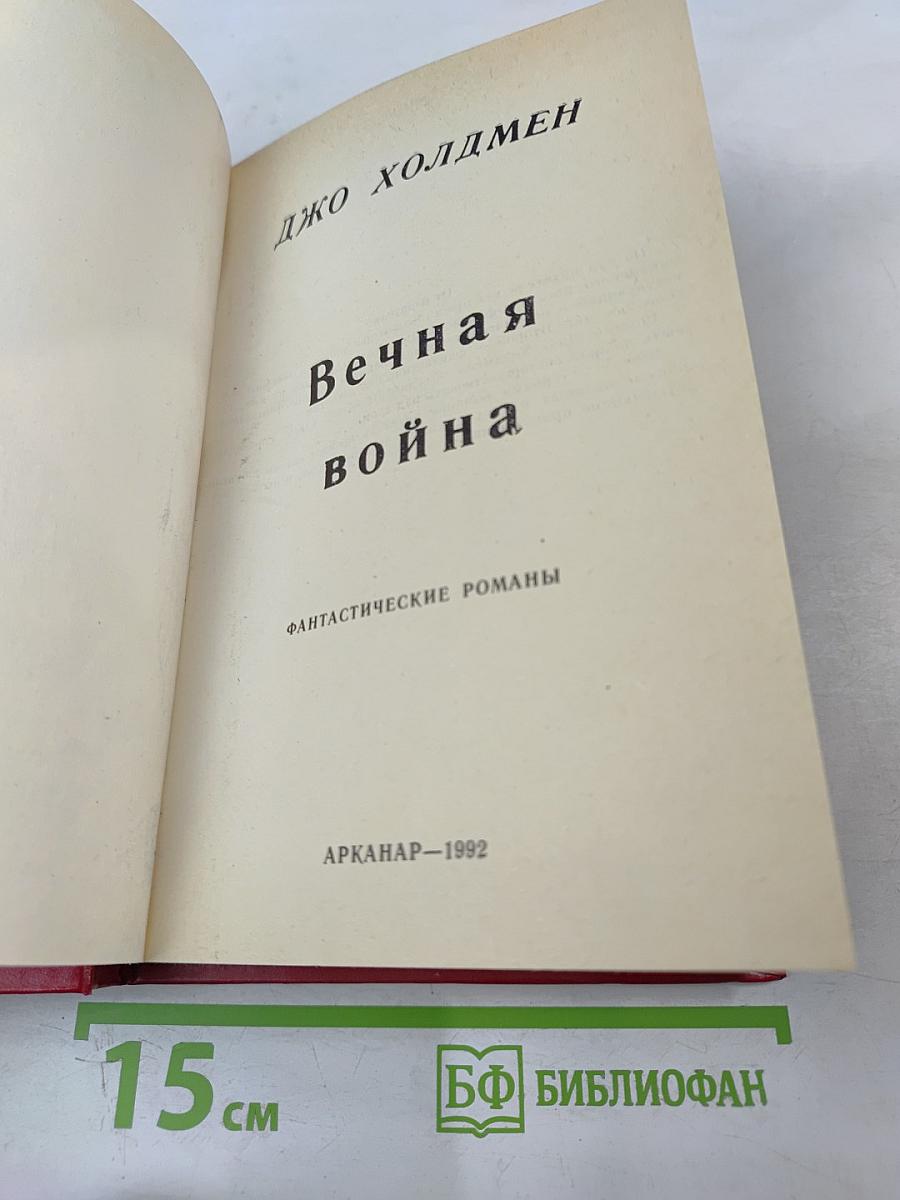 ДЖО ХОЛДМЕН
Вечная
война
ФАНТАСТИЧЕСКИЕ РОМАНЫ
АРКАНАР—1992
15 см
БФ БИБЛИОФАН